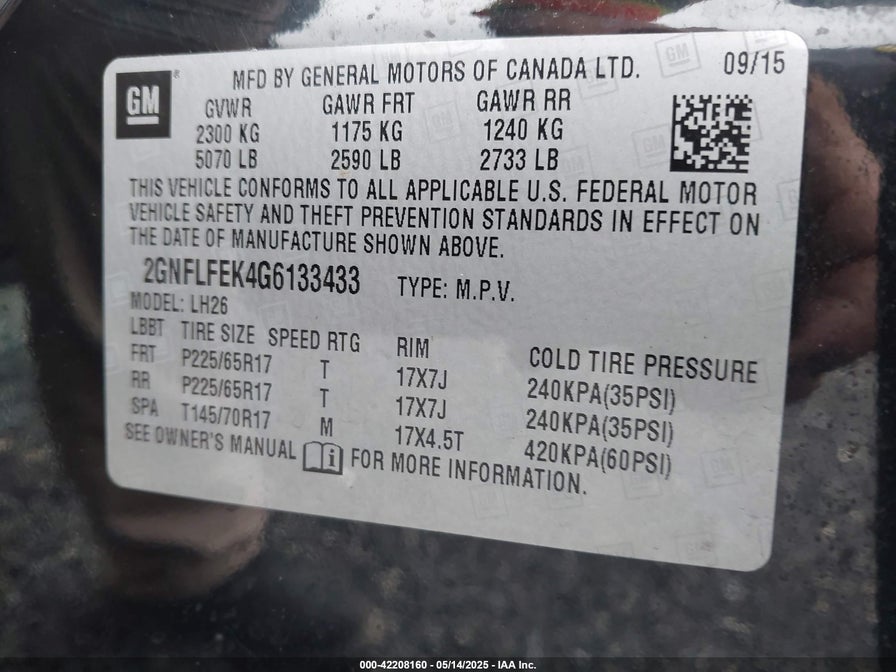 GM ® MFD BY GENERAL MOTORS OF CANADA LTD. 09/15
GVWR GAWR FRT GAWR RR
2300 KG 1175 KG 1240 KG
5070 LB 2590 LB 2733 LB
THIS VEHICLE CONFORMS TO ALL APPLICABLE U.S. FEDERAL MOTOR
VEHICLE SAFETY AND THEFT PREVENTION STANDARDS IN EFFECT ON
THE DATE OF MANUFACTURE SHOWN ABOVE.
2GNFLFEK4G6133433 TYPE: M.P.V.
MODEL: LH26
LBBT TIRE SIZE SPEED RTG RIM COLD TIRE PRESSURE
FRT P225/65R17 T 17X7J 240KPA(35PSI)
RR P225/65R17 T 17X7J 240KPA(35PSI)
SPA T145/70R17 M 17X4.5T 420KPA(60PSI)
SEE OWNER'S MANUAL i FOR MORE INFORMATION.
000-42208160 - 05/14/2025 - IAA Inc.